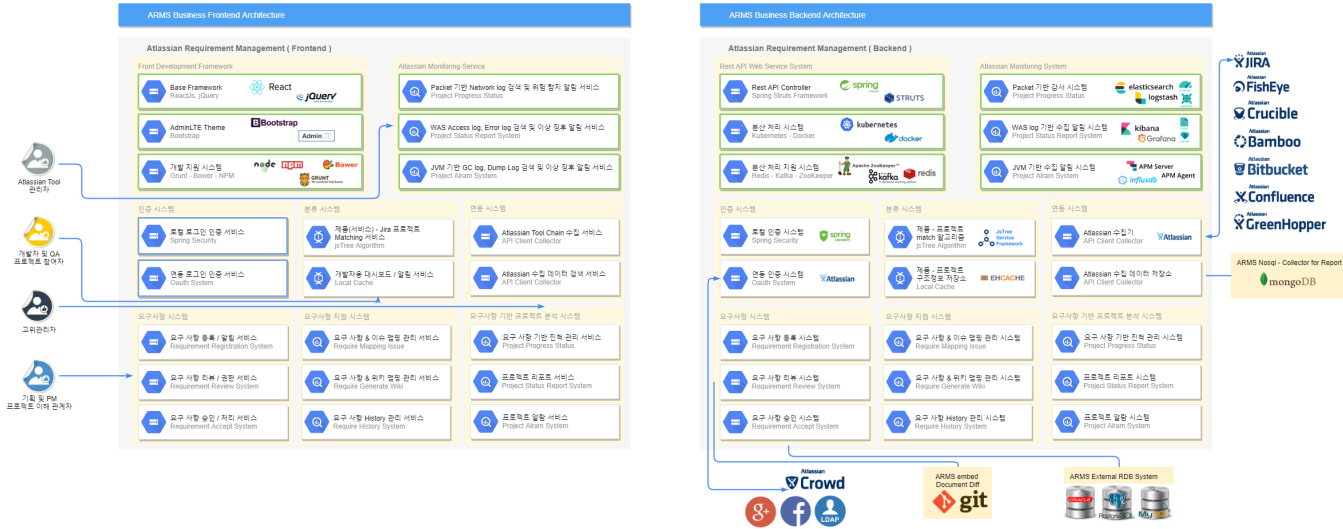 ARMS Business Frontend Architecture
Atlassian Requirement Management ( Frontend )
Front Development Framework
Base Framework
ReactJs, jQuery
React
jQuery
AdminLTE Theme
Bootstrap
Bootstrap
AdminLTE
개발 지원 시스템
Grunt - Bower - NPM
node
npm
Bower
GRUNT
Atlassian Monitoring Service
Packet 기반 Network log 검색 및 위험 탐지 알림 서비스
Project Progress Status
WAS Access log, Error log 검색 및 이상 징후 알림 서비스
Project Status Report System
JVM 기반 GC log, Dump Log 검색 및 이상 징후 알림 서비스
Project Alram System
Atlassian Tool
관리자
개발자 및 QA
프로젝트 참여자
고위관리자
기획 및 PM
프로젝트 이해 관계자
인증 시스템
로컬 로그인 인증 서비스
Spring Security
연동 로그인 인증 서비스
Oauth System
분류 시스템
제품(서비스) - Jira 프로젝트
Matching 서비스
jsTree Algorithm
개발자용 대시보드 / 알림 서비스
Local Cache
연동 시스템
Atlassian Tool Chain 수집 서비스
API Client Collector
Atlassian 수집 데이터 검색 서비스
API Client Collector
요구사항 시스템
요구 사항 등록 / 알림 서비스
Requirement Registration System
요구 사항 리뷰 / 권한 서비스
Requirement Review System
요구 사항 승인 / 처리 서비스
Requirement Accept System
요구사항 지원 시스템
요구 사항 & 이슈 맵핑 관리 서비스
Require Mapping Issue
요구 사항 & 위키 맵핑 관리 서비스
Require Generate Wiki
요구 사항 History 관리 서비스
Require History System
요구사항 기반 프로젝트 분석 시스템
요구 사항 기반 진척 관리 서비스
Project Progress Status
프로젝트 리포트 서비스
Project Status Report System
프로젝트 알람 서비스
Project Alram System
ARMS Business Backend Architecture
Atlassian Requirement Management ( Backend )
Rest API Web Service System
Rest API Controller
Spring Struts Framework
spring
STRUTS
분산 처리 시스템
Kubernetes - Docker
kubernetes
docker
분산 처리 지원 시스템
Redis - Kafka - ZooKeeper
Apache ZooKeeper™
kafka
redis
Atlassian Monitoring System
Packet 기반 감사 시스템
Project Progress Status
elasticsearch
logstash
WAS log 기반 수집 알림 시스템
Project Status Report System
kibana
Grafana
JVM 기반 수집 알림 시스템
Project Alram System
APM Server
influxdb
APM Agent
인증 시스템
로컬 인증 시스템
Spring Security
spring
연동 인증 시스템
Oauth System
Atlassian
분류 시스템
제품 - 프로젝트
match 알고리즘
jsTree Algorithm
JsTree
Service
Framework
제품 - 프로젝트
구조정보 저장소
Local Cache
EHCACHE
연동 시스템
Atlassian 수집기
API Client Collector
Atlassian
Atlassian 수집 데이터 저장소
API Client Collector
요구사항 시스템
요구 사항 등록 시스템
Requirement Registration System
요구 사항 리뷰 시스템
Requirement Review System
요구 사항 승인 시스템
Requirement Accept System
요구사항 지원 시스템
요구 사항 & 이슈 맵핑 관리 시스템
Require Mapping Issue
요구 사항 & 위키 맵핑 관리 시스템
Require Generate Wiki
요구 사항 History 관리 시스템
Require History System
요구사항 기반 프로젝트 분석 시스템
요구 사항 기반 진척 관리 시스템
Project Progress Status
프로젝트 리포트 시스템
Project Status Report System
프로젝트 알람 시스템
Project Alram System
Atlassian
JIRA
Atlassian
FishEye
Atlassian
Crucible
Atlassian
Bamboo
Atlassian
Bitbucket
Atlassian
Confluence
Atlassian
GreenHopper
ARMS Nosql - Collector for Report
mongoDB
Atlassian
Crowd
g+
f
LDAP
ARMS embed
Document Diff
git
ARMS External RDB System
ORACLE
PostgreSQL
MySQL